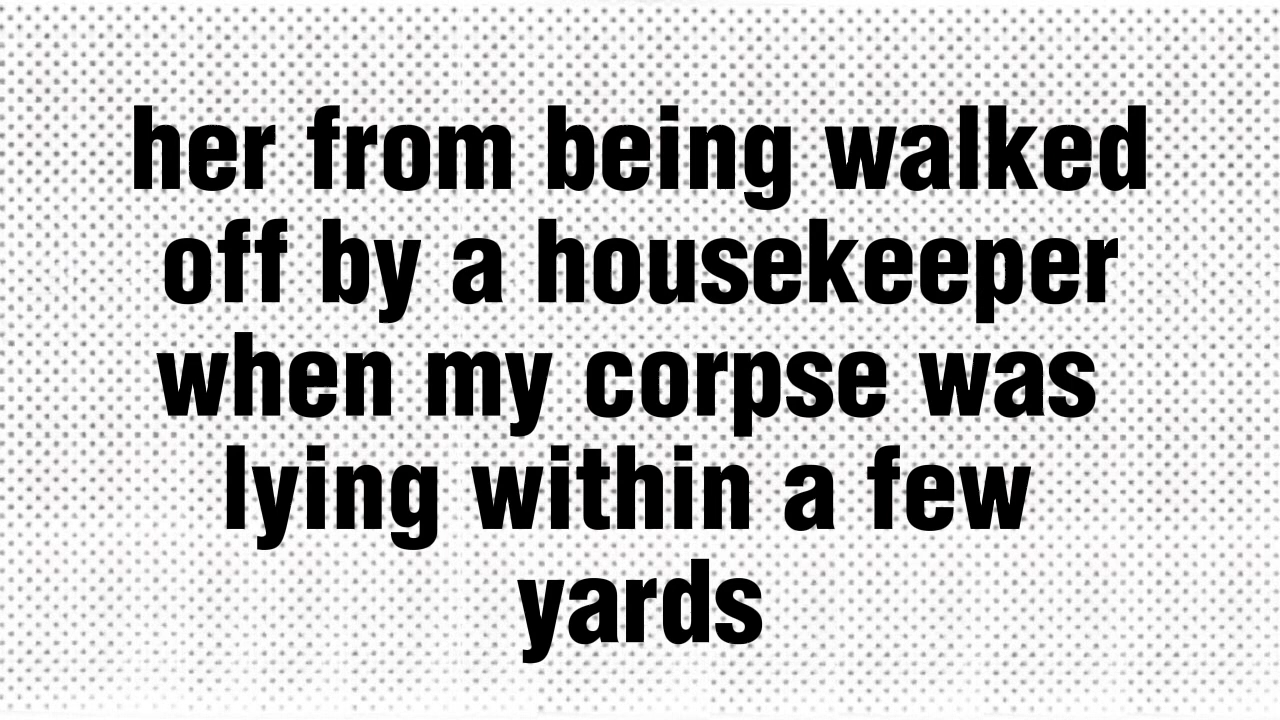 her from being walked
off by a housekeeper
when my corpse was
lying within a few
yards